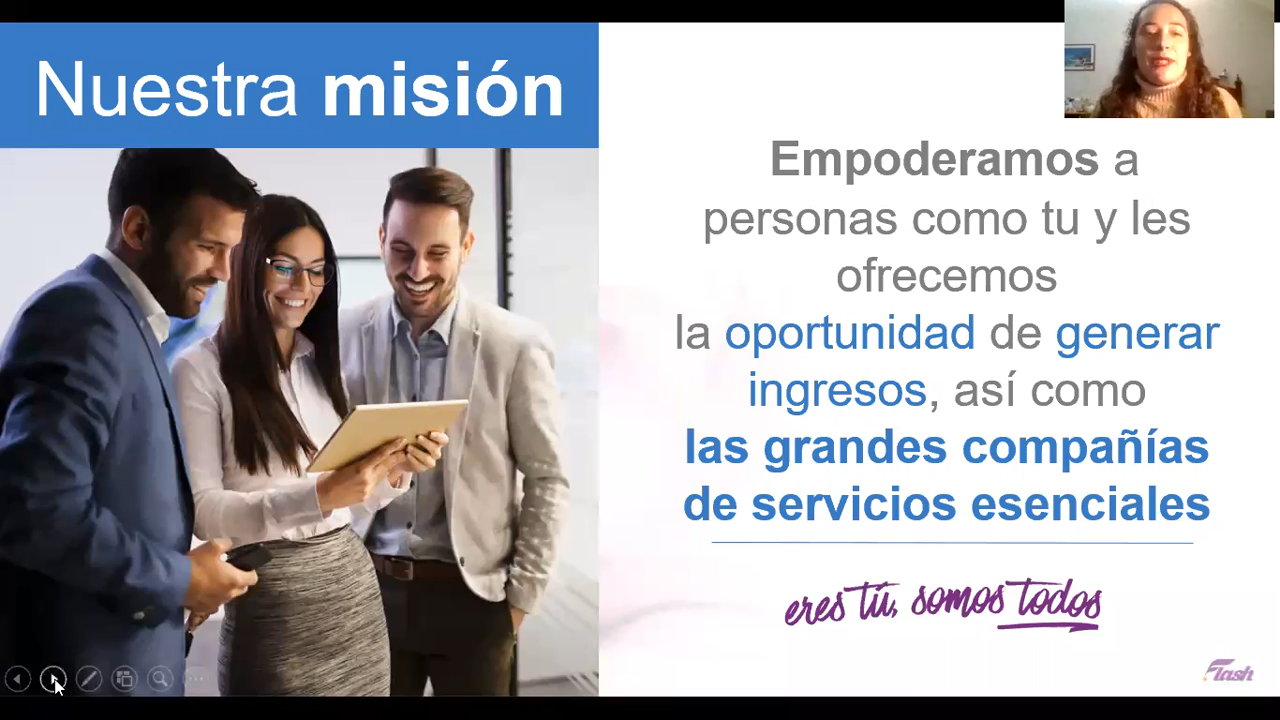 Nuestra misión
Empoderamos a
personas como tu y les
ofrecemos
la oportunidad de generar
ingresos, así como
las grandes compañías
de servicios esenciales
eres tú, somos todos
Flash